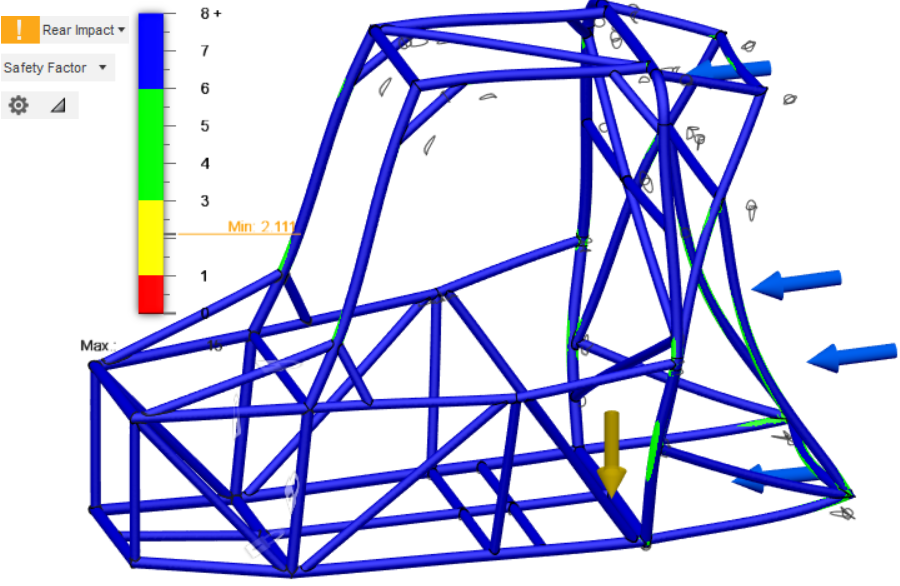 ! Rear Impact
Safety Factor
8 +
7
6
5
4
3
Min: 2.111
1
0
Max.: